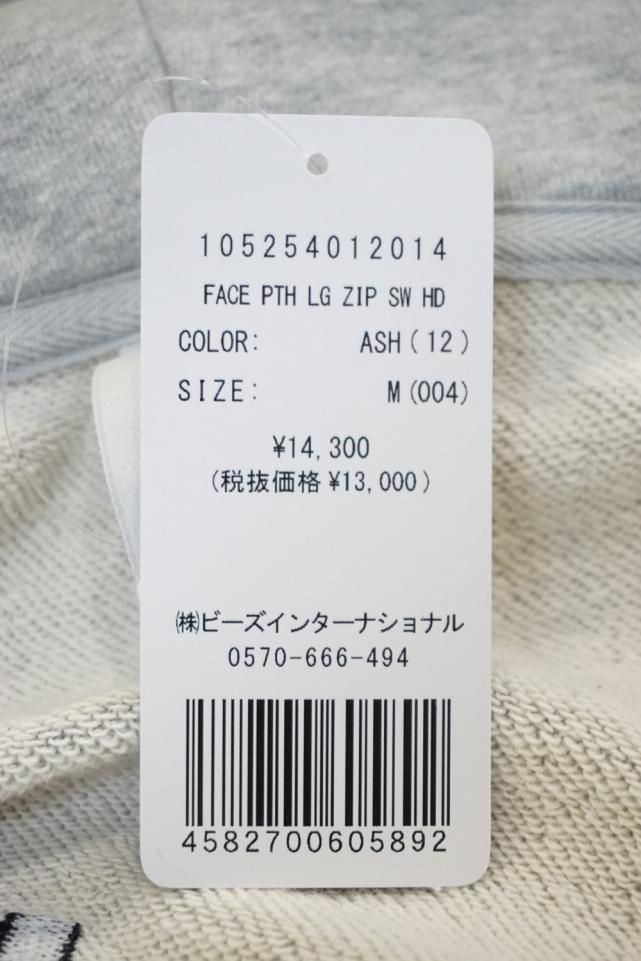 105254012014
FACE PTH LG ZIP SW HD
COLOR: ASH(12)
SIZE: M(004)
¥14,300
(税抜価格¥13,000)
㈱ビーズインターナショナル
0570-666-494
4582700605892